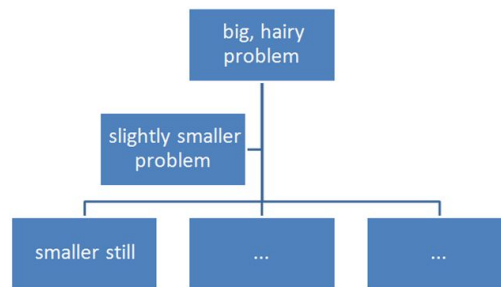 big, hairy
problem
slightly smaller
problem
smaller still
...
...